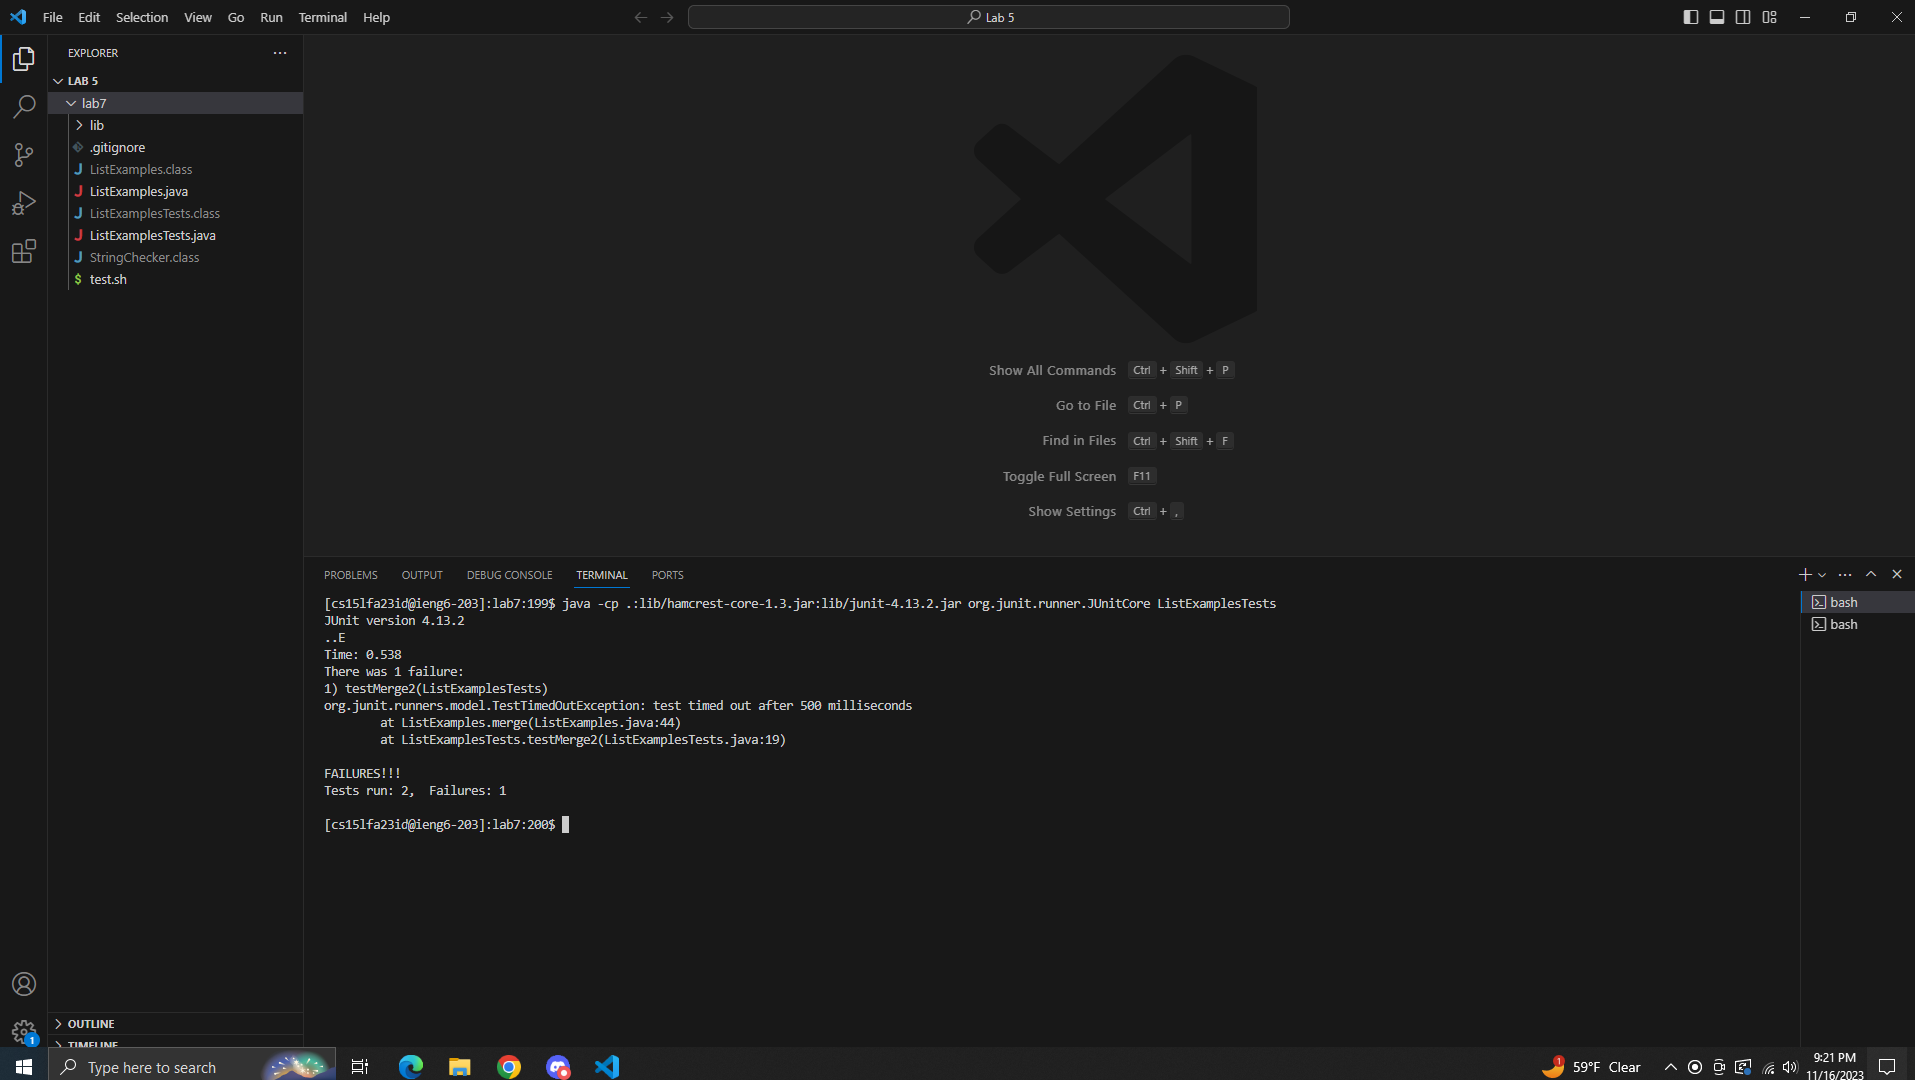 File Edit Selection View Go Run Terminal Help
Lab 5
EXPLORER
LAB 5
lab7
lib
.gitignore
ListExamples.class
ListExamples.java
ListExamplesTests.class
ListExamplesTests.java
StringChecker.class
$ test.sh
Show All Commands Ctrl + Shift + P
Go to File Ctrl + P
Find in Files Ctrl + Shift + F
Toggle Full Screen F11
Show Settings Ctrl + ,
PROBLEMS OUTPUT DEBUG CONSOLE TERMINAL PORTS
[cs15lfa23id@ieng6-203]:lab7:199$ java -cp .:lib/hamcrest-core-1.3.jar:lib/junit-4.13.2.jar org.junit.runner.JUnitCore ListExamplesTests
JUnit version 4.13.2
..E
Time: 0.538
There was 1 failure:
1) testMerge2(ListExamplesTests)
org.junit.runners.model.TestTimedOutException: test timed out after 500 milliseconds
at ListExamples.merge(ListExamples.java:44)
at ListExamplesTests.testMerge2(ListExamplesTests.java:19)
FAILURES!!!
Tests run: 2,  Failures: 1
[cs15lfa23id@ieng6-203]:lab7:200$
bash
bash
OUTLINE
TIMELINE
1
Type here to search
1
59°F Clear
9:21 PM
11/16/2023